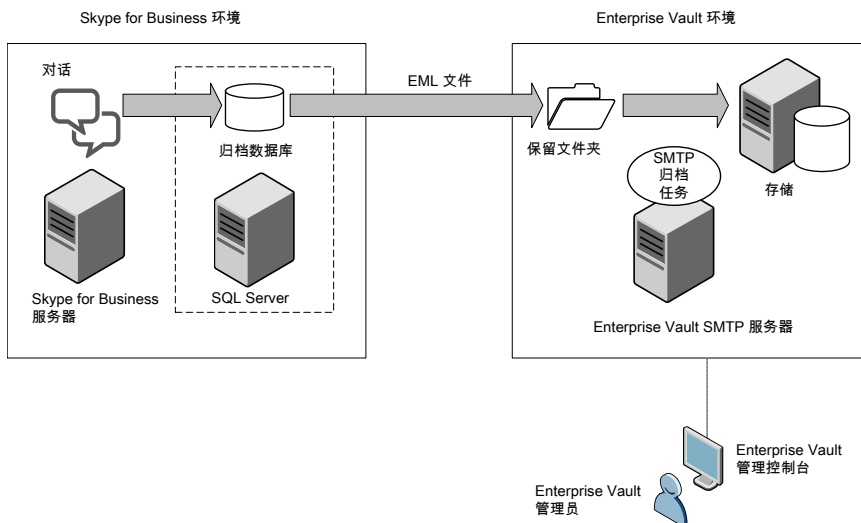 Skype for Business 环境
Enterprise Vault 环境
对话
EML 文件
归档数据库
保留文件夹
SMTP
归档
任务
存储
Skype for Business
服务器
SQL Server
Enterprise Vault SMTP 服务器
Enterprise Vault
管理控制台
Enterprise Vault
管理员